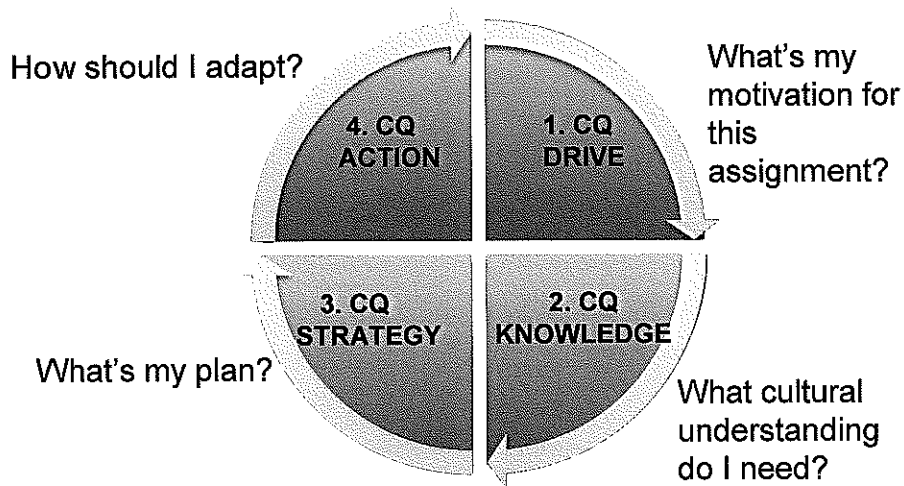 How should I adapt?
What's my
motivation for
this
assignment?
4. CQ
ACTION
1. CQ
DRIVE
3. CQ
STRATEGY
2. CQ
KNOWLEDGE
What's my plan?
What cultural
understanding
do I need?